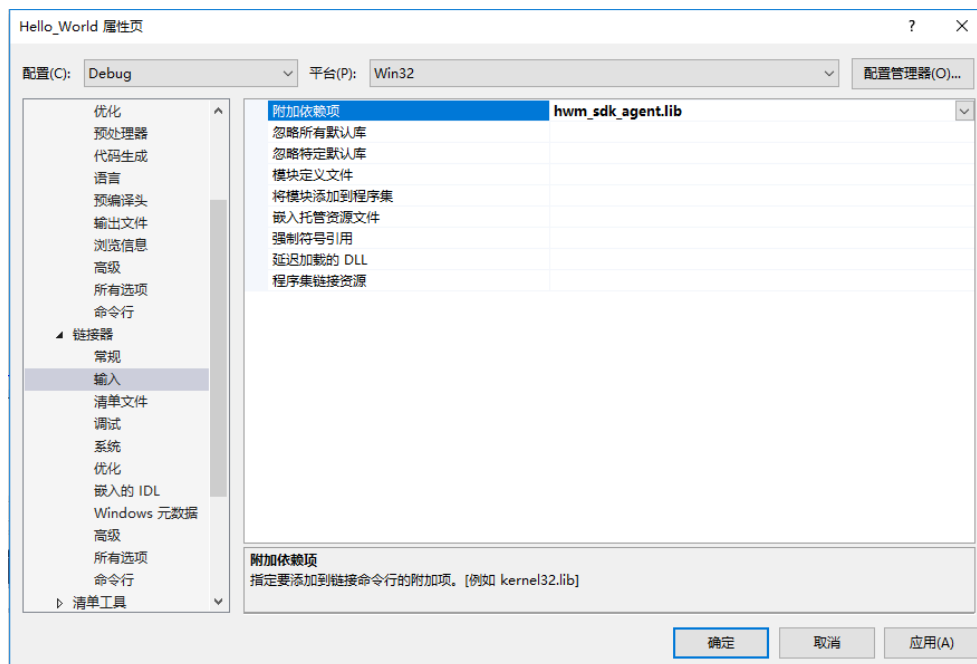 Hello_World 属性页
配置(C): Debug 平台(P): Win32 配置管理器(O)...
优化
预处理器
代码生成
语言
预编译头
输出文件
浏览信息
高级
所有选项
命令行
链接器
常规
输入
清单文件
调试
系统
优化
嵌入的 IDL
Windows 元数据
高级
所有选项
命令行
清单工具
附加依赖项 hwm_sdk_agent.lib
忽略所有默认库
忽略特定默认库
模块定义文件
将模块添加到程序集
嵌入托管资源文件
强制符号引用
延迟加载的 DLL
程序集链接资源
附加依赖项
指定要添加到链接命令行的附加项。[例如 kernel32.lib]
确定 取消 应用(A)